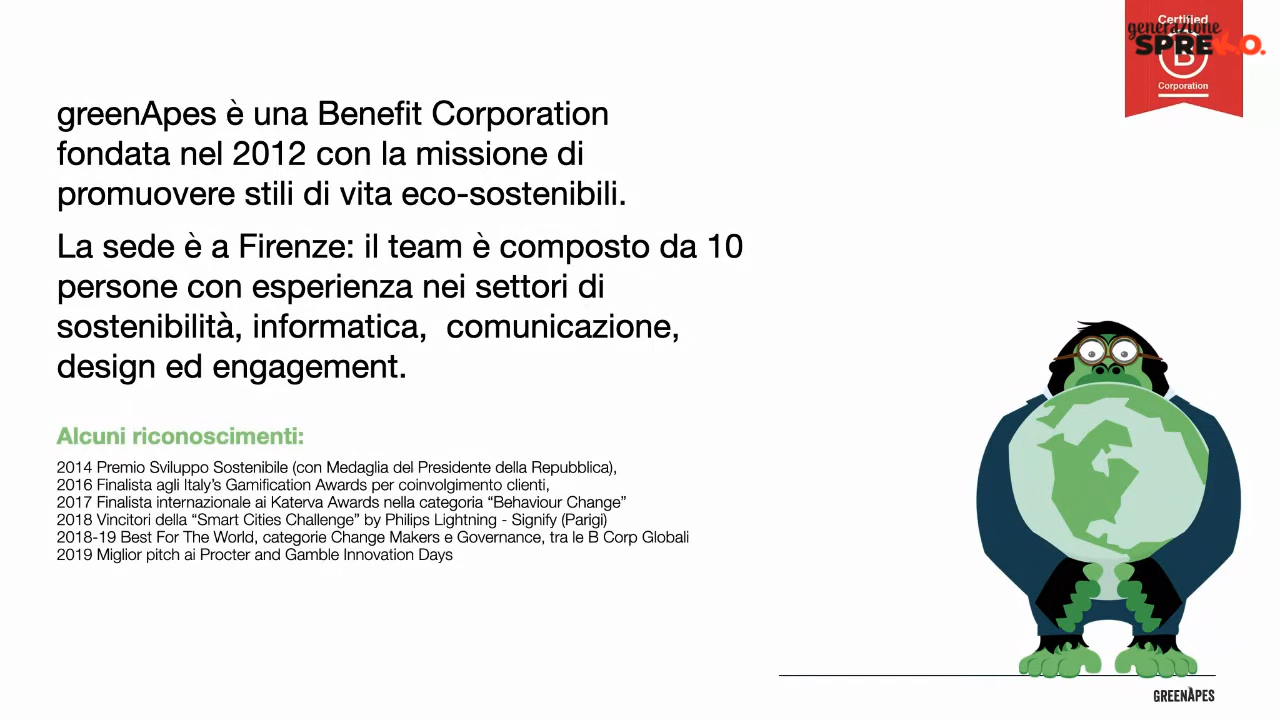 Certified
generazione
SPREK.O.
B
Corporation
greenApes è una Benefit Corporation
fondata nel 2012 con la missione di
promuovere stili di vita eco-sostenibili.
La sede è a Firenze: il team è composto da 10
persone con esperienza nei settori di
sostenibilità, informatica,  comunicazione,
design ed engagement.
Alcuni riconoscimenti:
2014 Premio Sviluppo Sostenibile (con Medaglia del Presidente della Repubblica),
2016 Finalista agli Italy's Gamification Awards per coinvolgimento clienti,
2017 Finalista internazionale ai Katerva Awards nella categoria “Behaviour Change”
2018 Vincitori della “Smart Cities Challenge” by Philips Lightning - Signify (Parigi)
2018-19 Best For The World, categorie Change Makers e Governance, tra le B Corp Globali
2019 Miglior pitch ai Procter and Gamble Innovation Days
GREENAPES